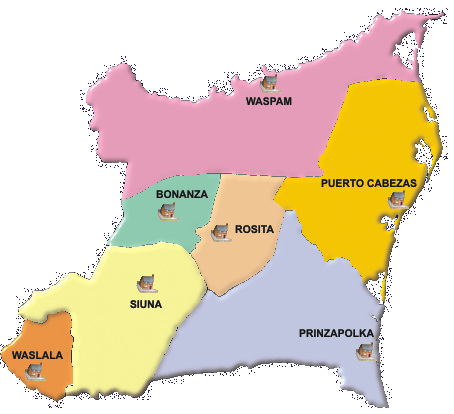 WASPAM
PUERTO CABEZAS
BONANZA
ROSITA
SIUNA
PRINZAPOLKA
WASLALA